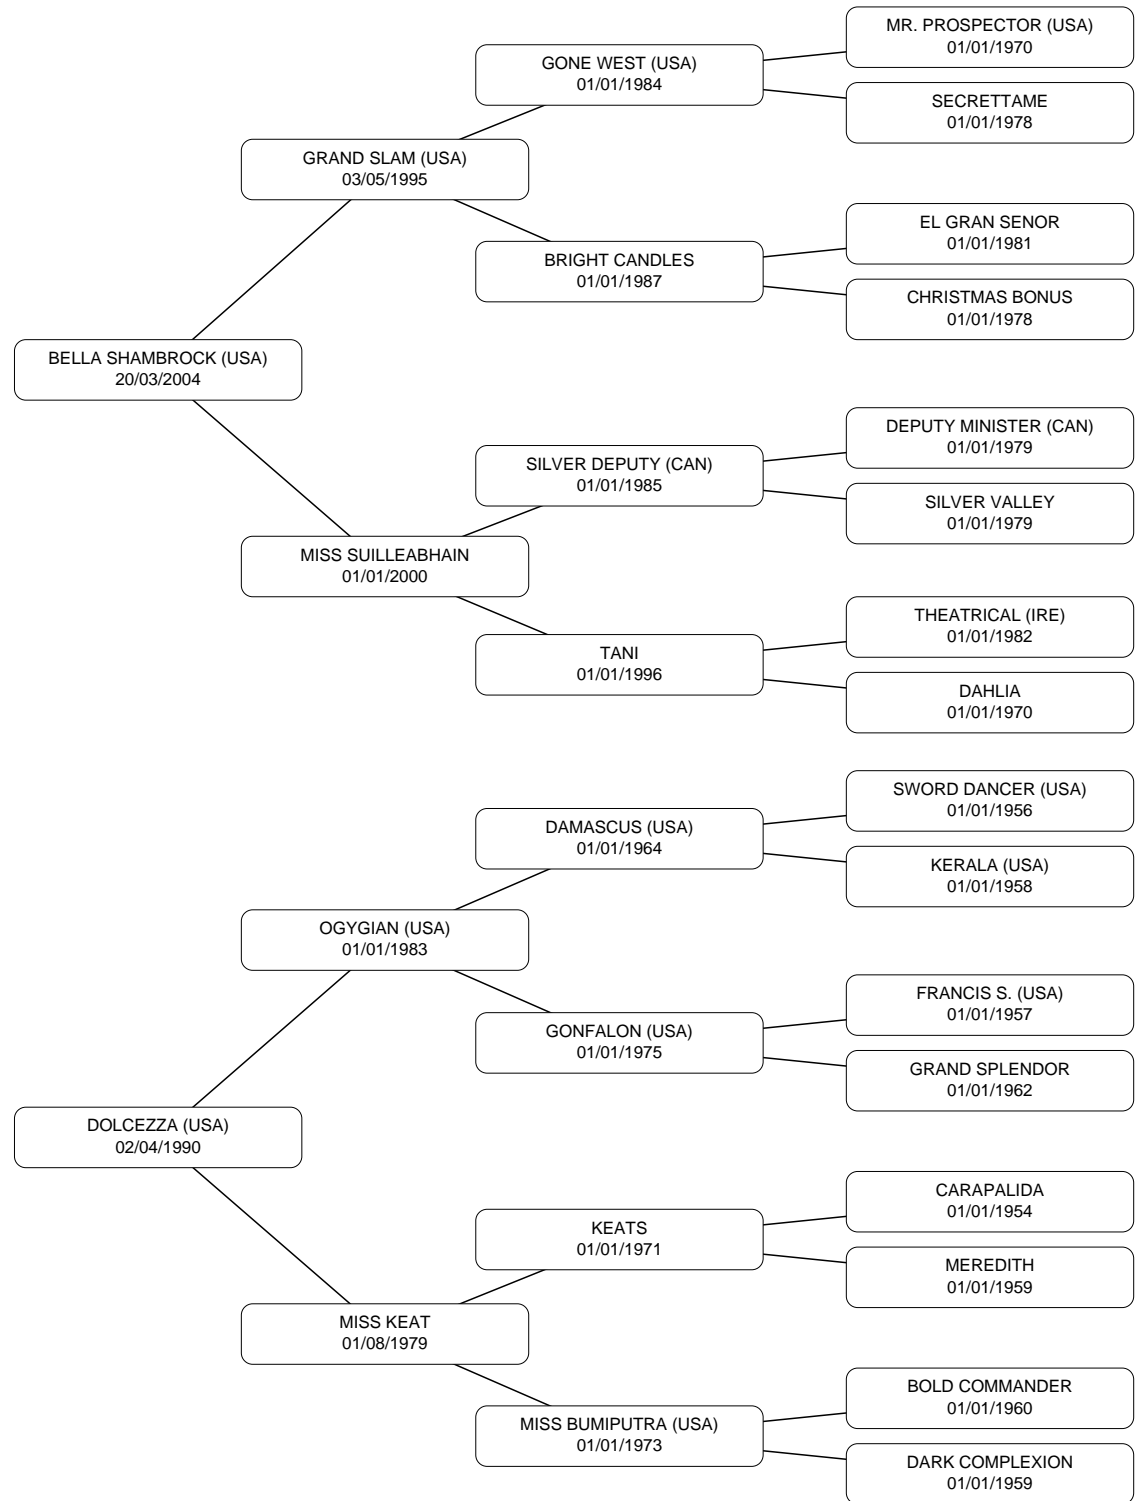 MR. PROSPECTOR (USA)
01/01/1970
GONE WEST (USA)
01/01/1984
SECRETTAME
01/01/1978
GRAND SLAM (USA)
03/05/1995
EL GRAN SENOR
01/01/1981
BRIGHT CANDLES
01/01/1987
CHRISTMAS BONUS
01/01/1978
BELLA SHAMBROCK (USA)
20/03/2004
DEPUTY MINISTER (CAN)
01/01/1979
SILVER DEPUTY (CAN)
01/01/1985
SILVER VALLEY
01/01/1979
MISS SUILLEABHAIN
01/01/2000
THEATRICAL (IRE)
01/01/1982
TANI
01/01/1996
DAHLIA
01/01/1970
SWORD DANCER (USA)
01/01/1956
DAMASCUS (USA)
01/01/1964
KERALA (USA)
01/01/1958
OGYGIAN (USA)
01/01/1983
FRANCIS S. (USA)
01/01/1957
GONFALON (USA)
01/01/1975
GRAND SPLENDOR
01/01/1962
DOLCEZZA (USA)
02/04/1990
CARAPALIDA
01/01/1954
KEATS
01/01/1971
MEREDITH
01/01/1959
MISS KEAT
01/08/1979
BOLD COMMANDER
01/01/1960
MISS BUMIPUTRA (USA)
01/01/1973
DARK COMPLEXION
01/01/1959